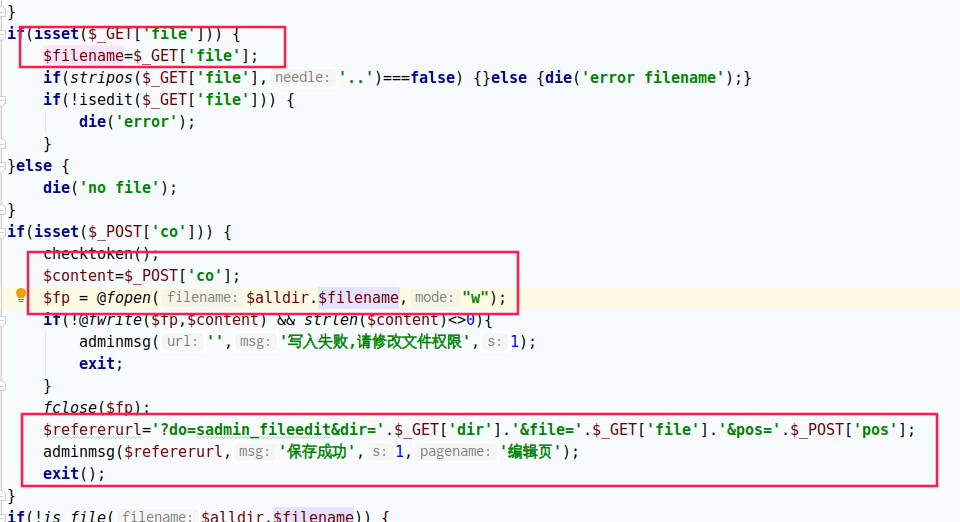 }
if(isset($_GET['file'])) {
$filename=$_GET['file'];
if(stripos($_GET['file'], needle: '..')===false) {}else {die('error filename');}
if(!isedit($_GET['file'])) {
die('error');
}
}else {
die('no file');
}
if(isset($_POST['co'])) {
checktoken();
$content=$_POST['co'];
$fp = @fopen( filename: $alldir.$filename, mode: "w");
if(!@fwrite($fp,$content) && strlen($content)<>0){
adminmsg( url: '', msg: '写入失败,请修改文件权限', s: 1);
exit;
}
fclose($fp);
$refererurl='?do=sadmin_fileedit&dir='.$_GET['dir'].'&file='.$_GET['file'].'&pos='.$_POST['pos'];
adminmsg($refererurl, msg: '保存成功', s: 1, pagename: '编辑页');
exit();
}
if(!is_file( filename: $alldir.$filename)) {